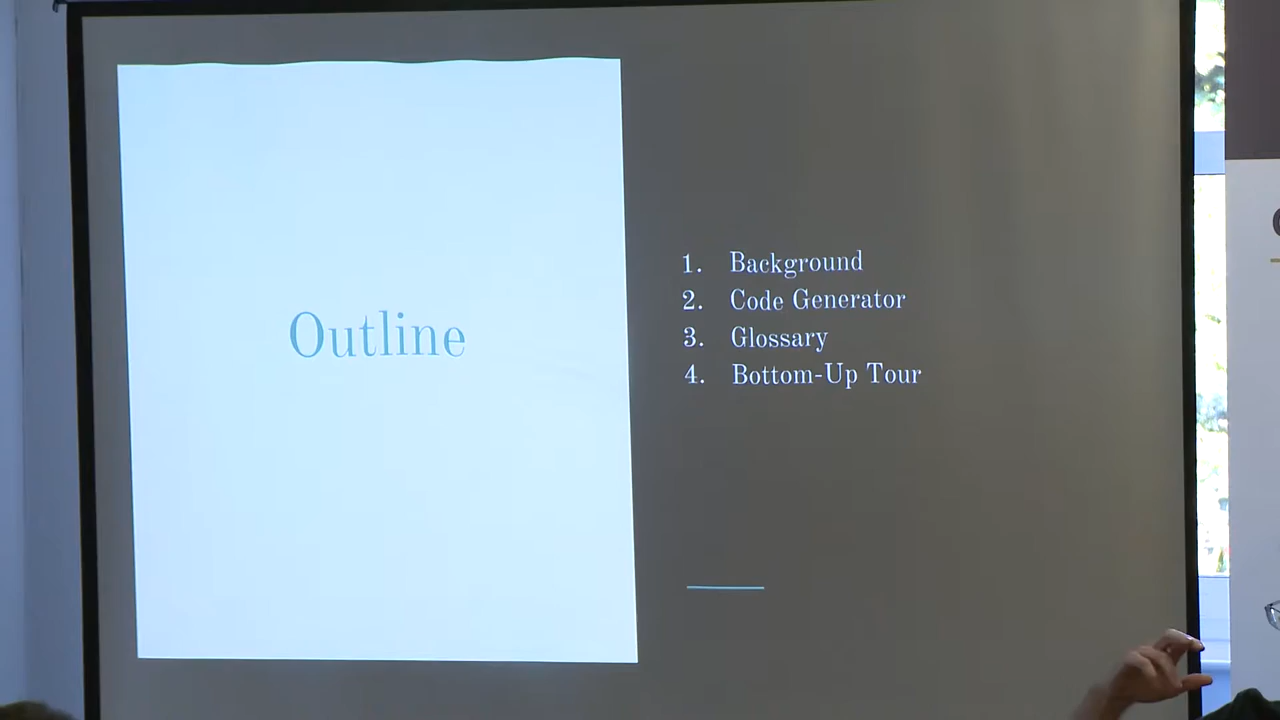 Outline
1. Background
2. Code Generator
3. Glossary
4. Bottom-Up Tour